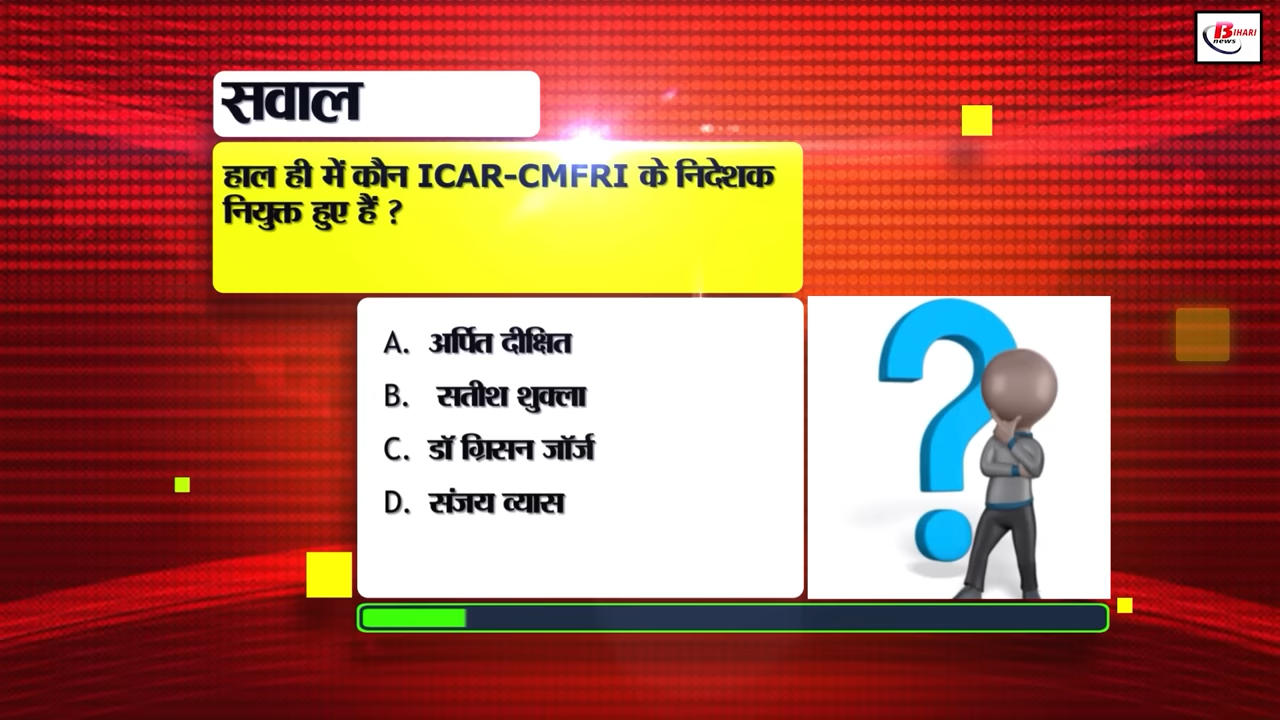 BIHARI
news
सवाल
हाल ही में कौन ICAR-CMFRI के निदेशक
नियुक्त हुए हैं ?
A. अर्पित दीक्षित
B. सतीश शुक्ला
C. डॉ ग्रिसन जॉर्ज
D. संजय व्यास